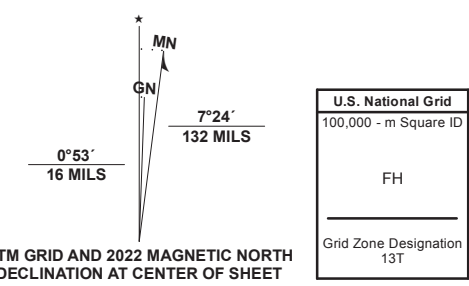 MN
GN
7°24´
132 MILS
0°53´
16 MILS
TM GRID AND 2022 MAGNETIC NORTH
DECLINATION AT CENTER OF SHEET
U.S. National Grid
100,000 - m Square ID
FH
Grid Zone Designation
13T